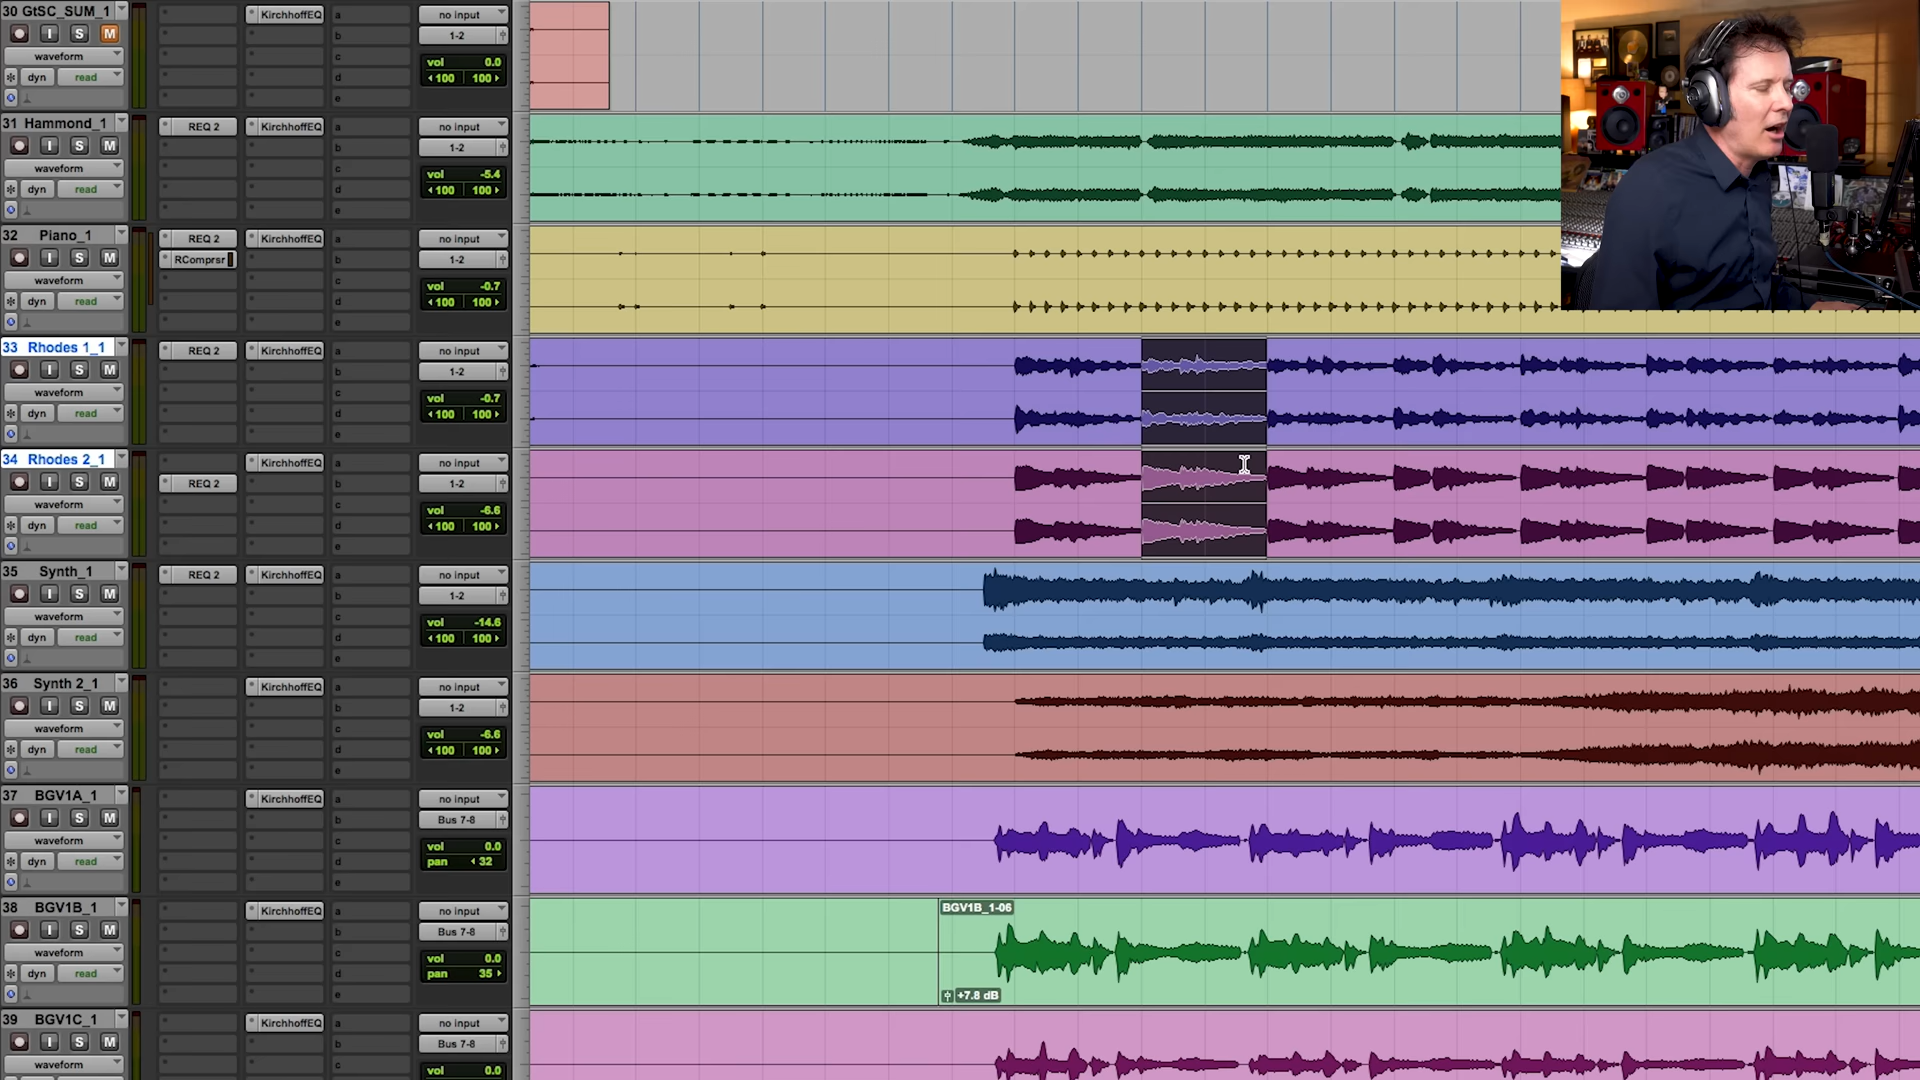 30 GtSC_SUM_1
I S M
waveform
dyn read
KirchhoffEQ
a
b
c
d
e
no input
1-2
vol 0.0
100 100
31 Hammond_1
I S M
waveform
dyn read
REQ 2
KirchhoffEQ
a
b
c
d
e
no input
1-2
vol -5.4
100 100
32 Piano_1
I S M
waveform
dyn read
REQ 2
RComprsr
KirchhoffEQ
a
b
c
d
e
no input
1-2
vol -0.7
100 100
33 Rhodes 1_1
I S M
waveform
dyn read
REQ 2
KirchhoffEQ
a
b
c
d
e
no input
1-2
vol -0.7
100 100
34 Rhodes 2_1
I S M
waveform
dyn read
REQ 2
KirchhoffEQ
a
b
c
d
e
no input
1-2
vol -6.6
100 100
35 Synth_1
I S M
waveform
dyn read
REQ 2
KirchhoffEQ
a
b
c
d
e
no input
1-2
vol -14.6
100 100
36 Synth 2_1
I S M
waveform
dyn read
KirchhoffEQ
a
b
c
d
e
no input
1-2
vol -6.6
100 100
37 BGV1A_1
I S M
waveform
dyn read
KirchhoffEQ
a
b
c
d
e
no input
Bus 7-8
vol 0.0
pan 32
38 BGV1B_1
I S M
waveform
dyn read
KirchhoffEQ
a
b
c
d
e
no input
Bus 7-8
vol 0.0
pan 35
BGV1B_1-06
+7.8 dB
39 BGV1C_1
I S M
waveform
KirchhoffEQ
a
b
c
no input
Bus 7-8
vol 0.0